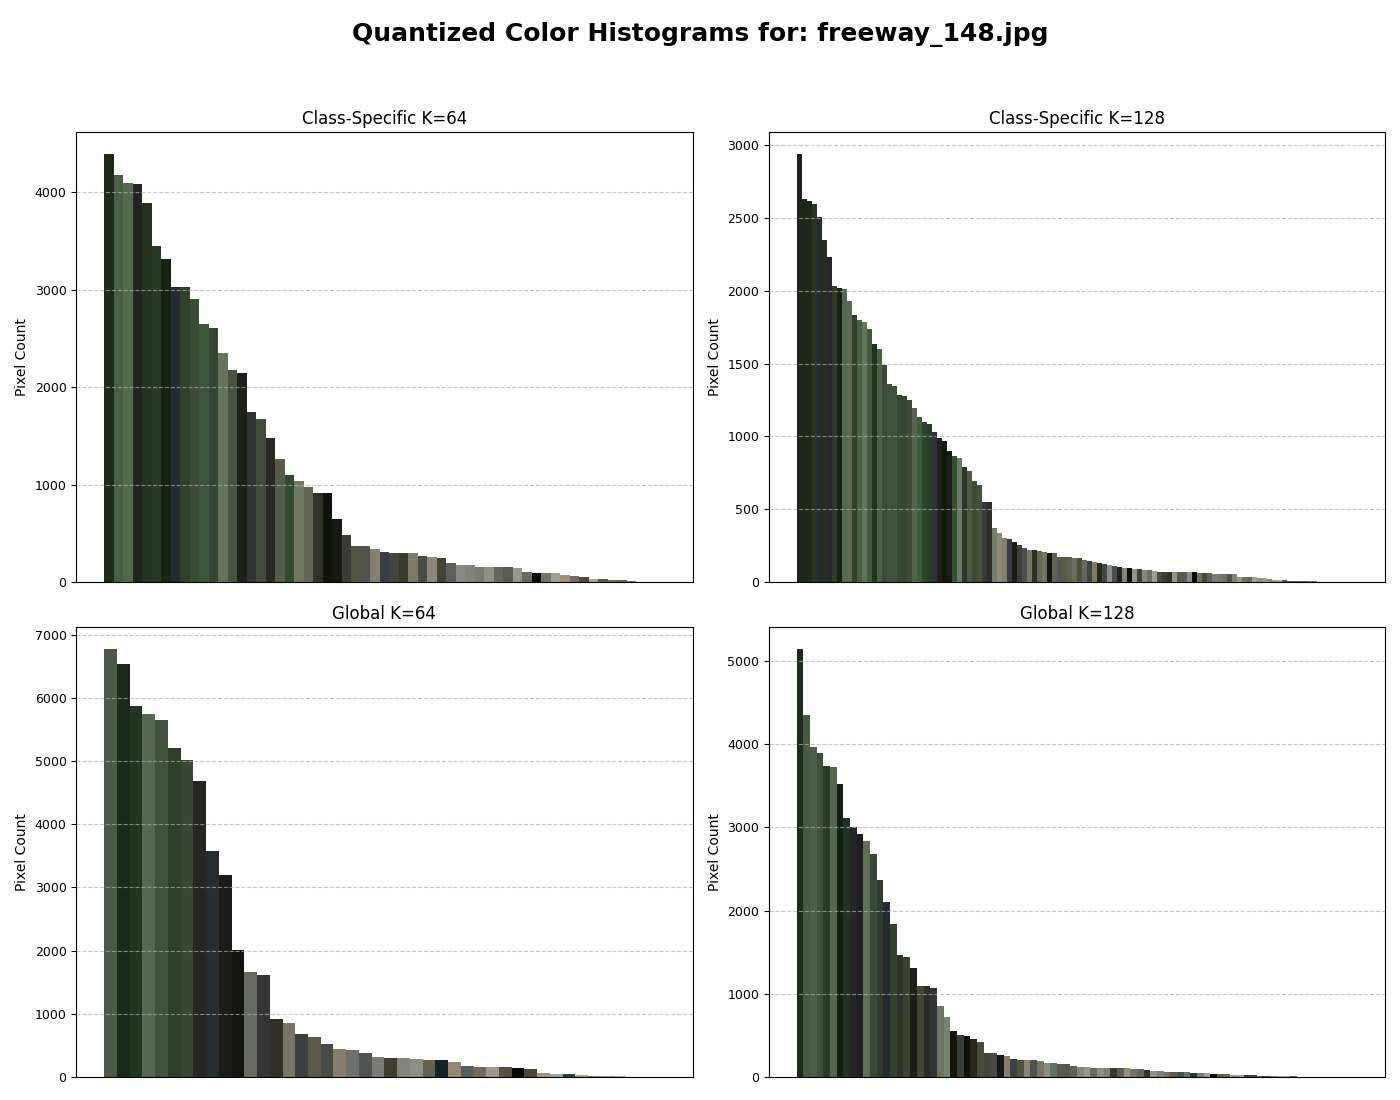 Quantized Color Histograms for: freeway_148.jpg
Class-Specific K=64
Pixel Count
4000
3000
2000
1000
0
Class-Specific K=128
Pixel Count
3000
2500
2000
1500
1000
500
0
Global K=64
Pixel Count
7000
6000
5000
4000
3000
2000
1000
0
Global K=128
Pixel Count
5000
4000
3000
2000
1000
0